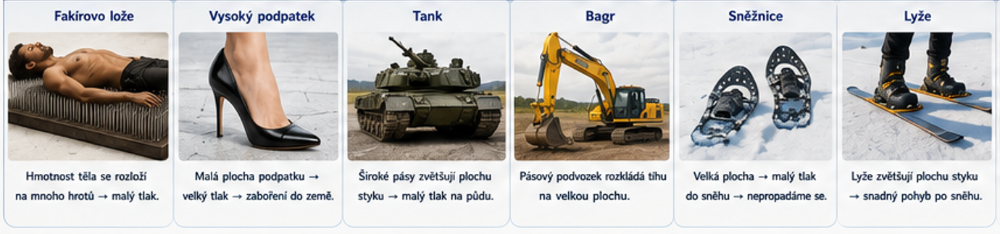 Fakírovo lože
Hmotnost těla se rozloží
na mnoho hrotů → malý tlak.
Vysoký podpatek
Malá plocha podpatku →
velký tlak → zaboření do země.
Tank
Široké pásy zvětšují plochu
styku → malý tlak na půdu.
Bagr
Pásový podvozek rozkládá tíhu
na velkou plochu.
Sněžnice
Velká plocha → malý tlak
do sněhu → nepropadáme se.
Lyže
Lyže zvětšují plochu styku
→ snadný pohyb po sněhu.